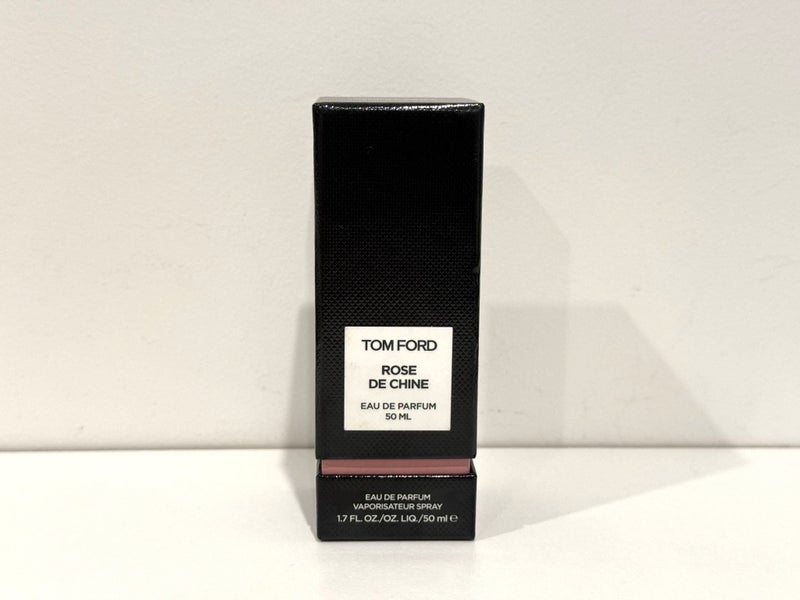 TOM FORD
ROSE
DE CHINE
EAU DE PARFUM
50 ML
EAU DE PARFUM
VAPORISATEUR SPRAY
1.7 FL. OZ./OZ. LIQ./50 ml ℮